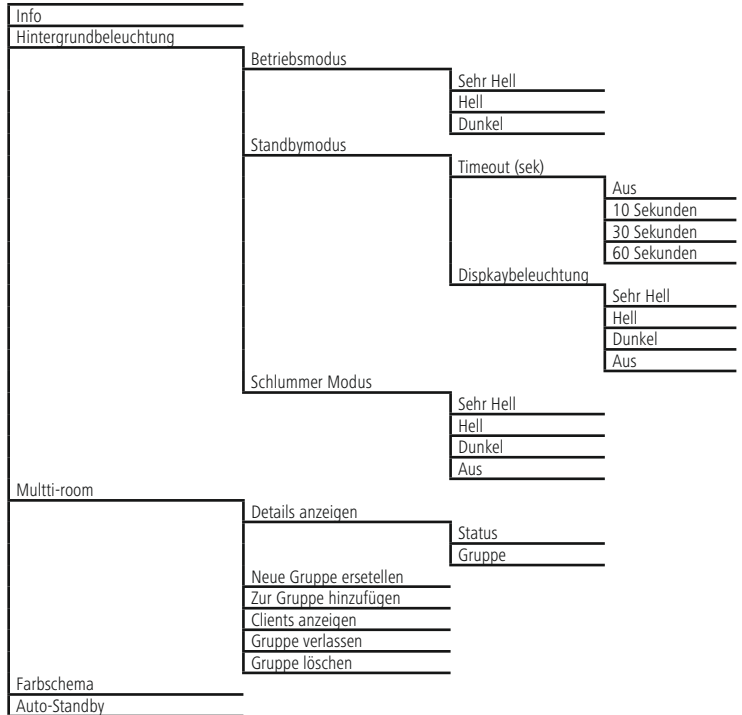 Info
Hintergrundbeleuchtung
Betriebsmodus
Sehr Hell
Hell
Dunkel
Standbymodus
Timeout (sek)
Aus
10 Sekunden
30 Sekunden
60 Sekunden
Dispkaybeleuchtung
Sehr Hell
Hell
Dunkel
Aus
Schlummer Modus
Sehr Hell
Hell
Dunkel
Aus
Multti-room
Details anzeigen
Status
Gruppe
Neue Gruppe ersetellen
Zur Gruppe hinzufügen
Clients anzeigen
Gruppe verlassen
Gruppe löschen
Farbschema
Auto-Standby